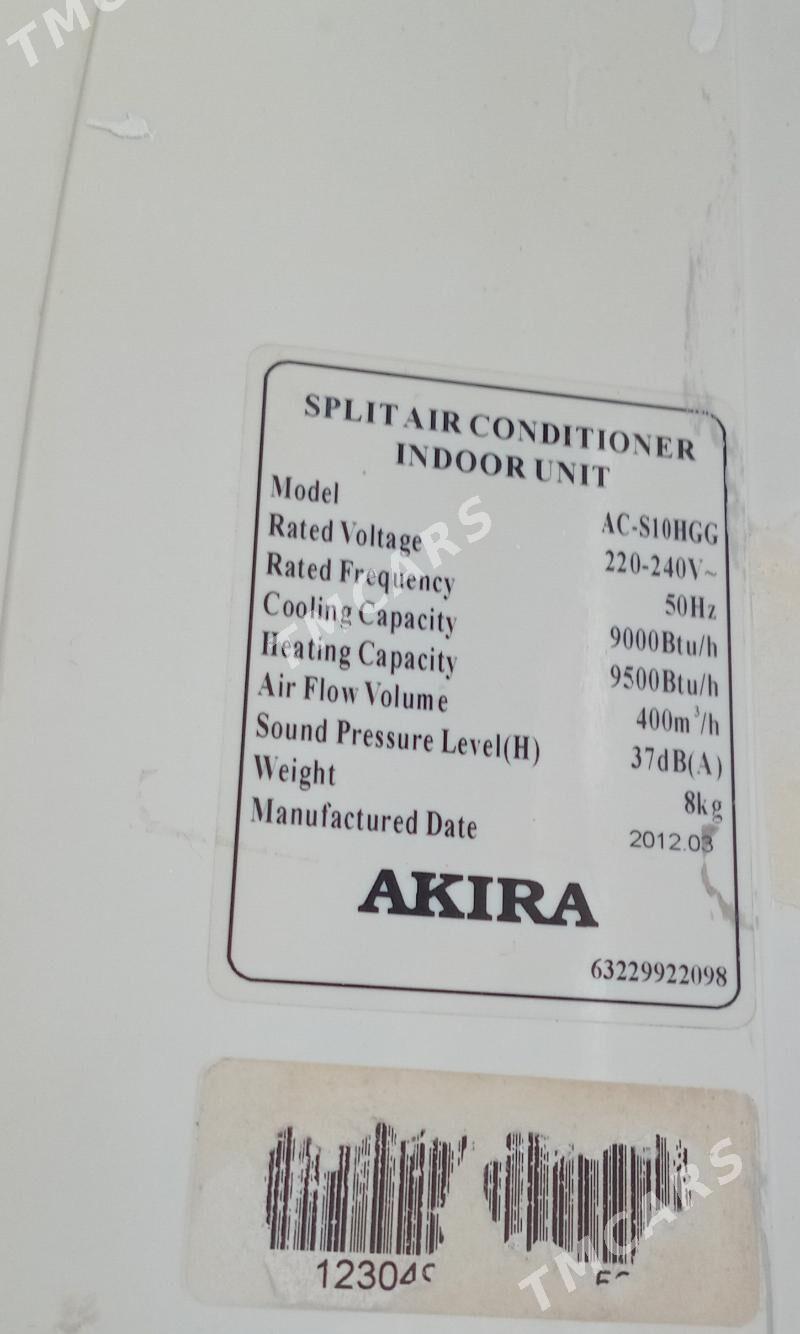 TMCARS
SPLIT AIR CONDITIONER
INDOOR UNIT
Model AC-S10HGG
Rated Voltage 220-240V~
Rated Frequency 50Hz
Cooling Capacity 9000Btu/h
Heating Capacity 9500Btu/h
Air Flow Volume 400m³/h
Sound Pressure Level(H) 37dB(A)
Weight 8kg
Manufactured Date 2012.03
AKIRA
63229922098
TMCARS